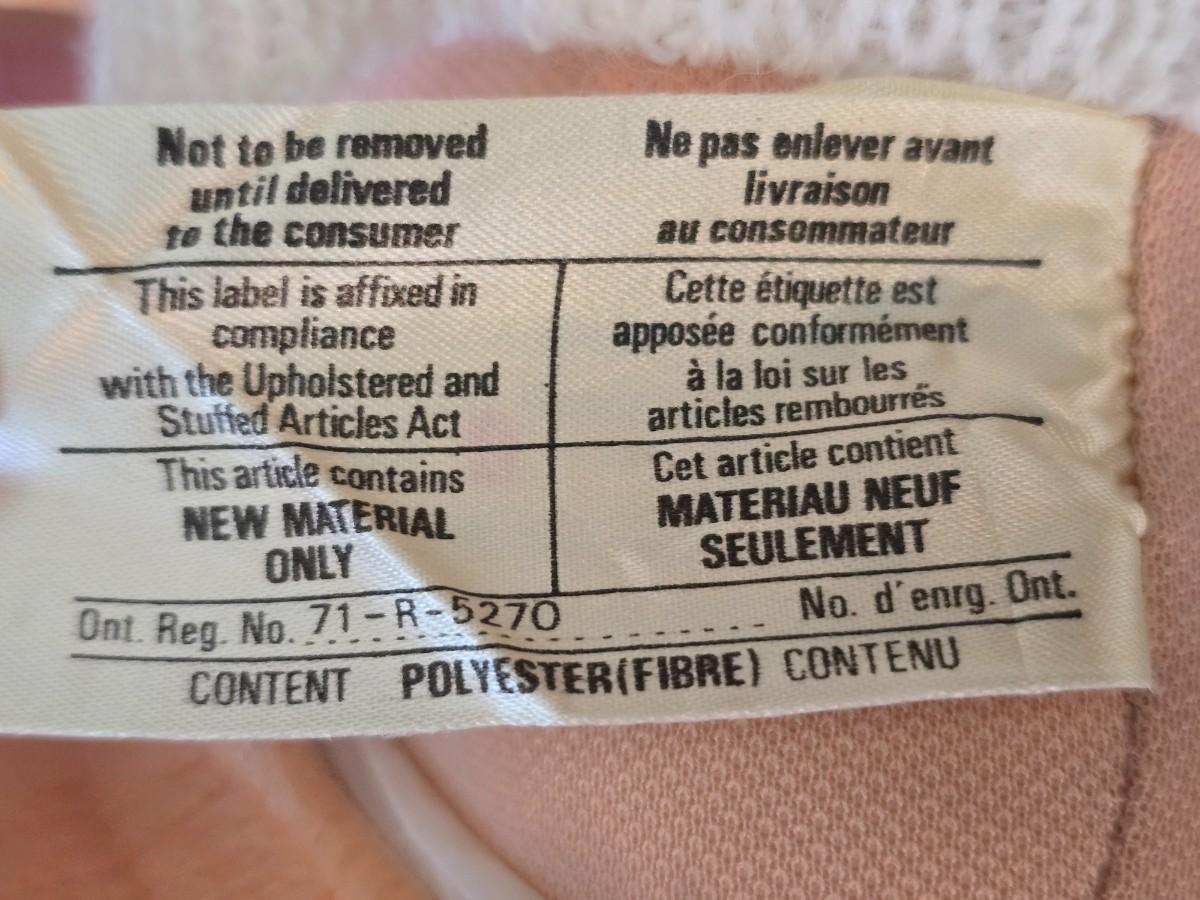 Not to be removed
until delivered
to the consumer
Ne pas enlever avant
livraison
au consommateur
This label is affixed in
compliance
with the Upholstered and
Stuffed Articles Act
Cette étiquette est
apposée conformément
à la loi sur les
articles rembourrés
This article contains
NEW MATERIAL
ONLY
Cet article contient
MATERIAU NEUF
SEULEMENT
Ont. Reg. No. 71-R-5270 No. d'enrg. Ont.
CONTENT POLYESTER(FIBRE) CONTENU